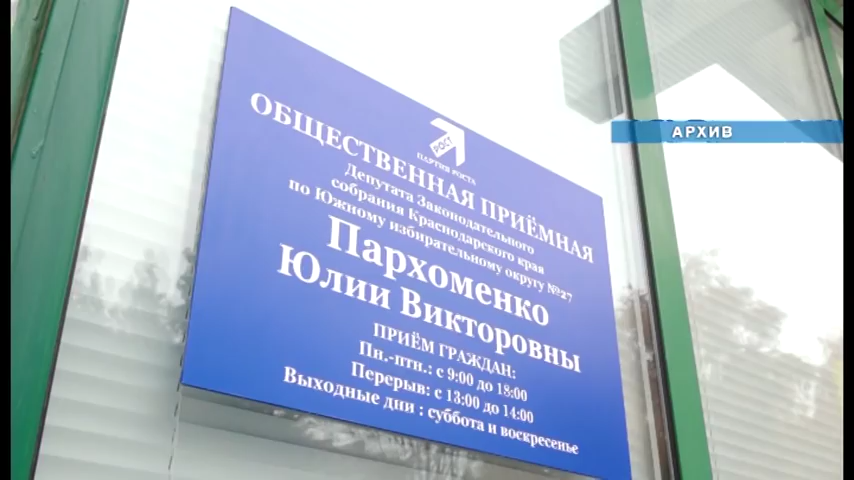 АРХИВ
РОСТ
ПАРТИЯ РОСТА
ОБЩЕСТВЕННАЯ ПРИЁМНАЯ
Депутата Законодательного
собрания Краснодарского края
по Южному избирательному округу №27
Пархоменко
Юлии Викторовны
ПРИЁМ ГРАЖДАН:
Пн.-птн.: с 9:00 до 18:00
Перерыв: с 13:00 до 14:00
Выходные дни : суббота и воскресенье